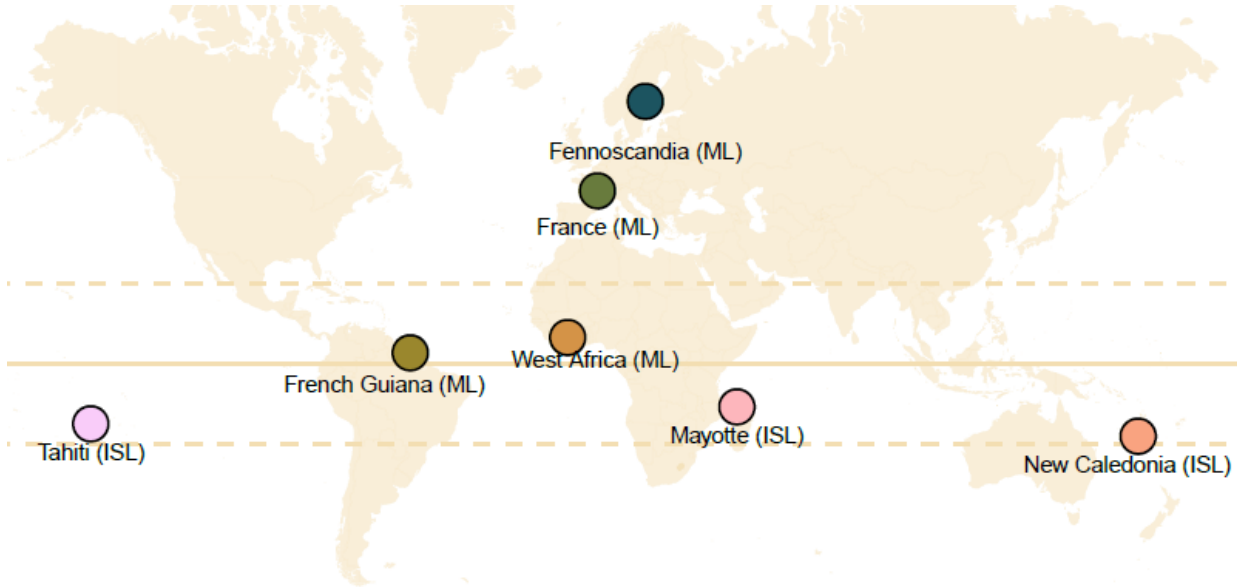 Fennoscandia (ML)
France (ML)
West Africa (ML)
French Guiana (ML)
Mayotte (ISL)
Tahiti (ISL)
New Caledonia (ISL)